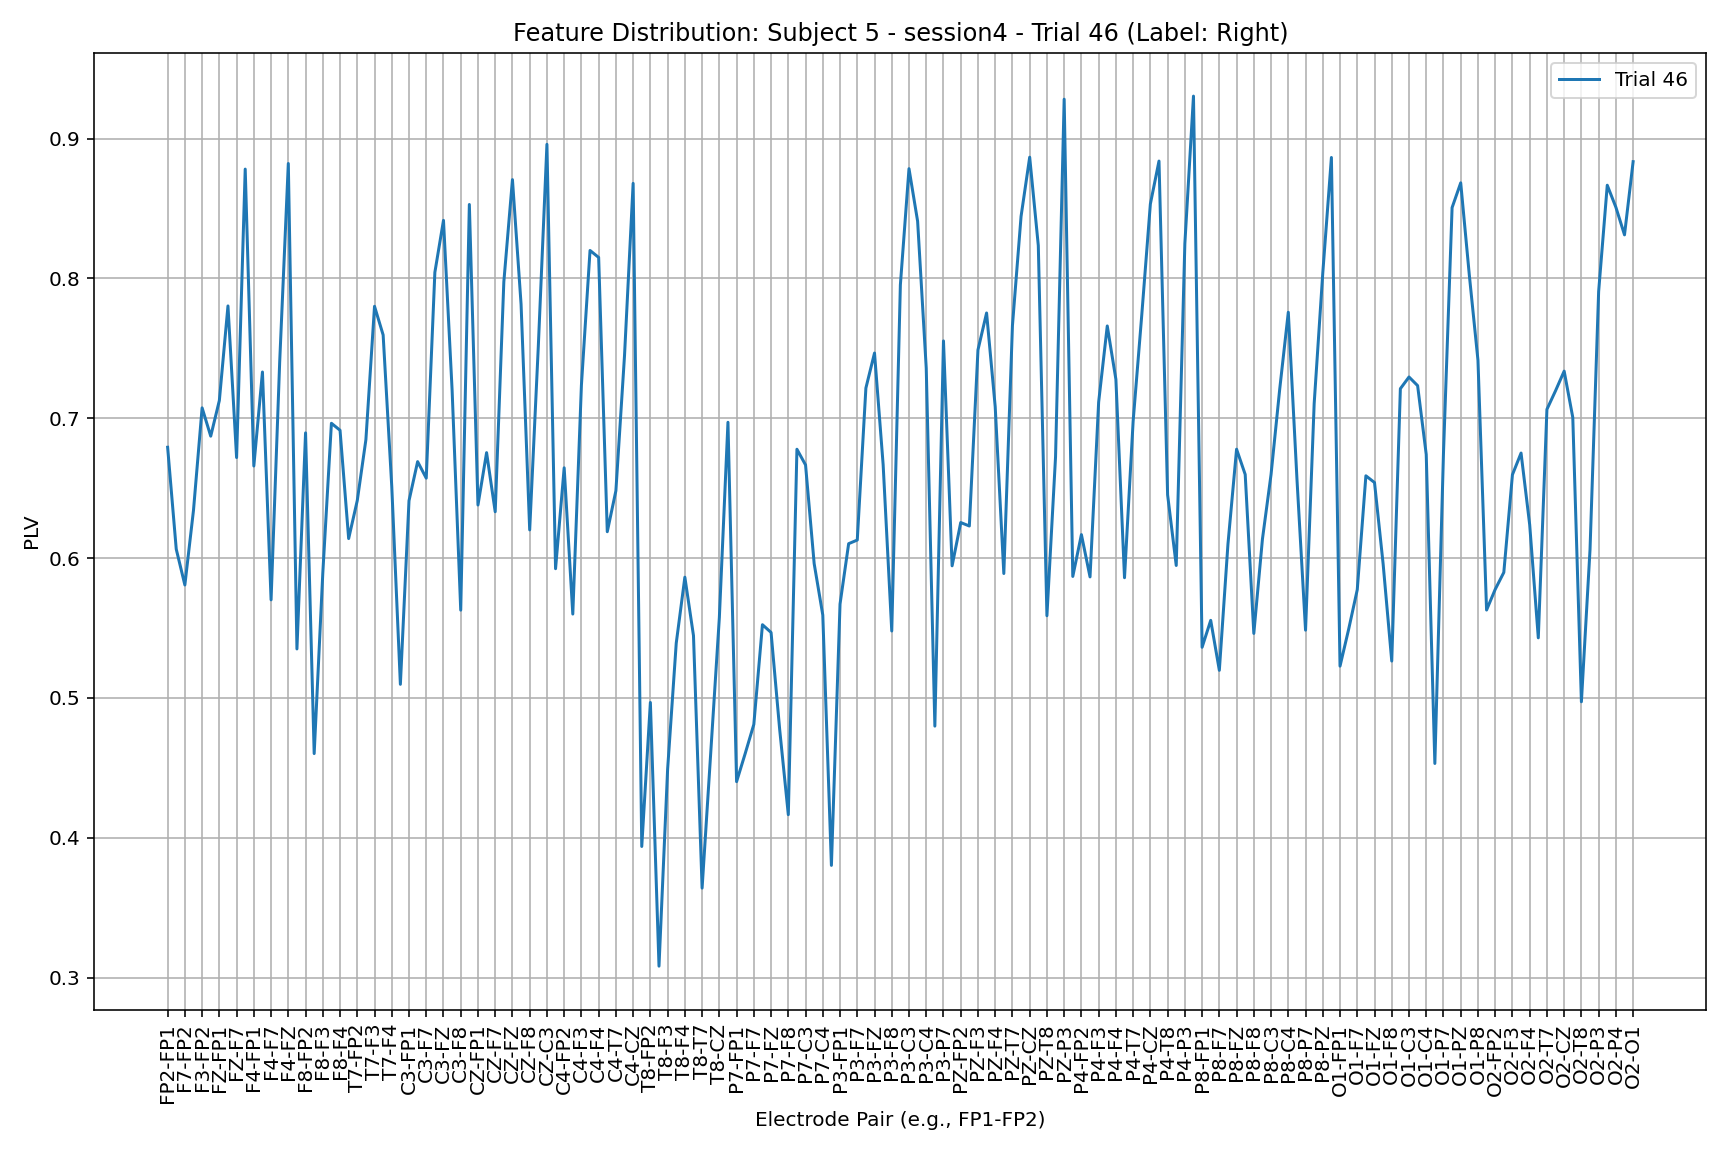 Feature Distribution: Subject 5 - session4 - Trial 46 (Label: Right)
Trial 46
PLV
0.9
0.8
0.7
0.6
0.5
0.4
0.3
FP2-FP1
F7-FP2
F3-FP2
FZ-FP1
FZ-F7
F4-FP1
F4-F7
F4-FZ
F8-FP2
F8-F3
F8-F4
T7-FP2
T7-F3
T7-F4
C3-FP1
C3-F7
C3-FZ
C3-F8
CZ-FP1
CZ-F7
CZ-FZ
CZ-F8
CZ-C3
C4-FP2
C4-F3
C4-F4
C4-T7
C4-CZ
T8-FP2
T8-F3
T8-F4
T8-T7
T8-CZ
P7-FP1
P7-F7
P7-FZ
P7-F8
P7-C3
P7-C4
P3-FP1
P3-F7
P3-FZ
P3-F8
P3-C3
P3-C4
P3-P7
PZ-FP2
PZ-F3
PZ-F4
PZ-T7
PZ-CZ
PZ-T8
PZ-P3
P4-FP2
P4-F3
P4-F4
P4-T7
P4-CZ
P4-T8
P4-P3
P8-FP1
P8-F7
P8-FZ
P8-F8
P8-C3
P8-C4
P8-P7
P8-PZ
O1-FP1
O1-F7
O1-FZ
O1-F8
O1-C3
O1-C4
O1-P7
O1-PZ
O1-P8
O2-FP2
O2-F3
O2-F4
O2-T7
O2-CZ
O2-T8
O2-P3
O2-P4
O2-O1
Electrode Pair (e.g., FP1-FP2)